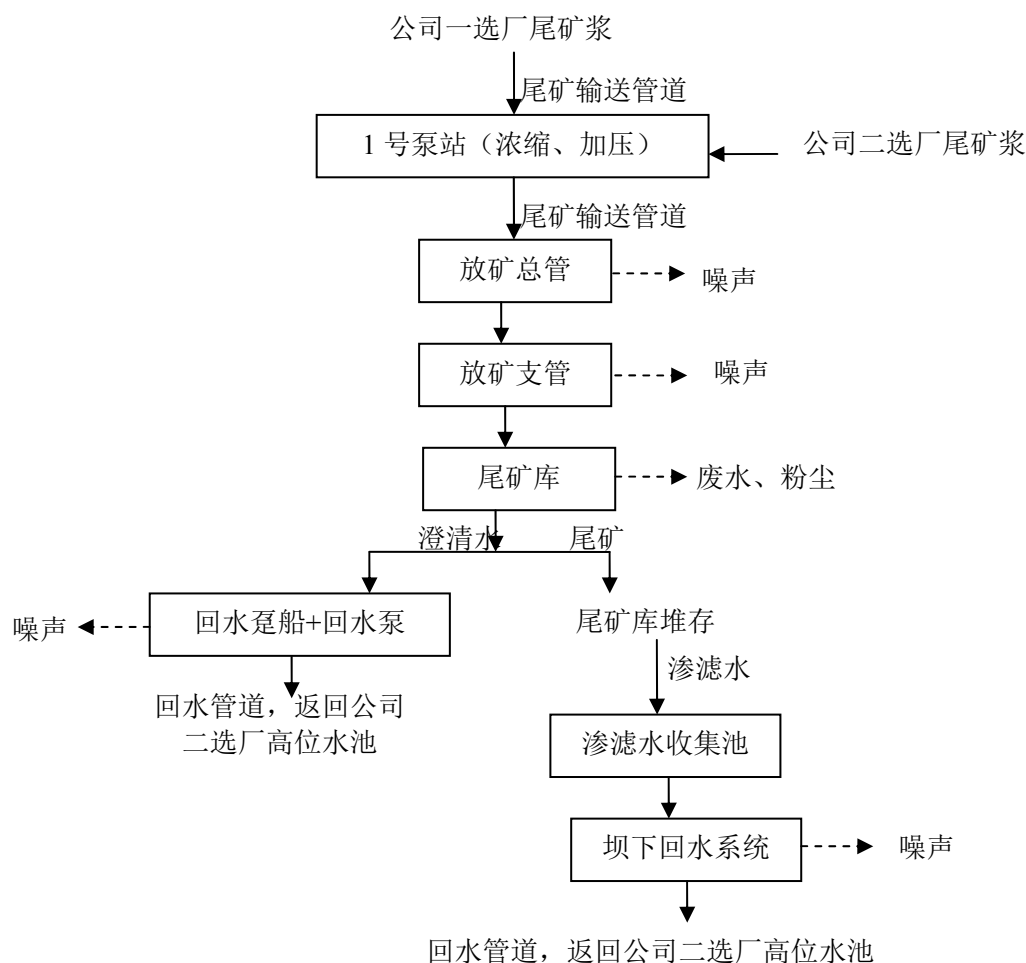 公司一选厂尾矿浆
尾矿输送管道
1 号泵站（浓缩、加压）
公司二选厂尾矿浆
尾矿输送管道
放矿总管
噪声
放矿支管
噪声
尾矿库
废水、粉尘
澄清水
尾矿
噪声
回水趸船+回水泵
尾矿库堆存
渗滤水
回水管道，返回公司
二选厂高位水池
渗滤水收集池
坝下回水系统
噪声
回水管道，返回公司二选厂高位水池